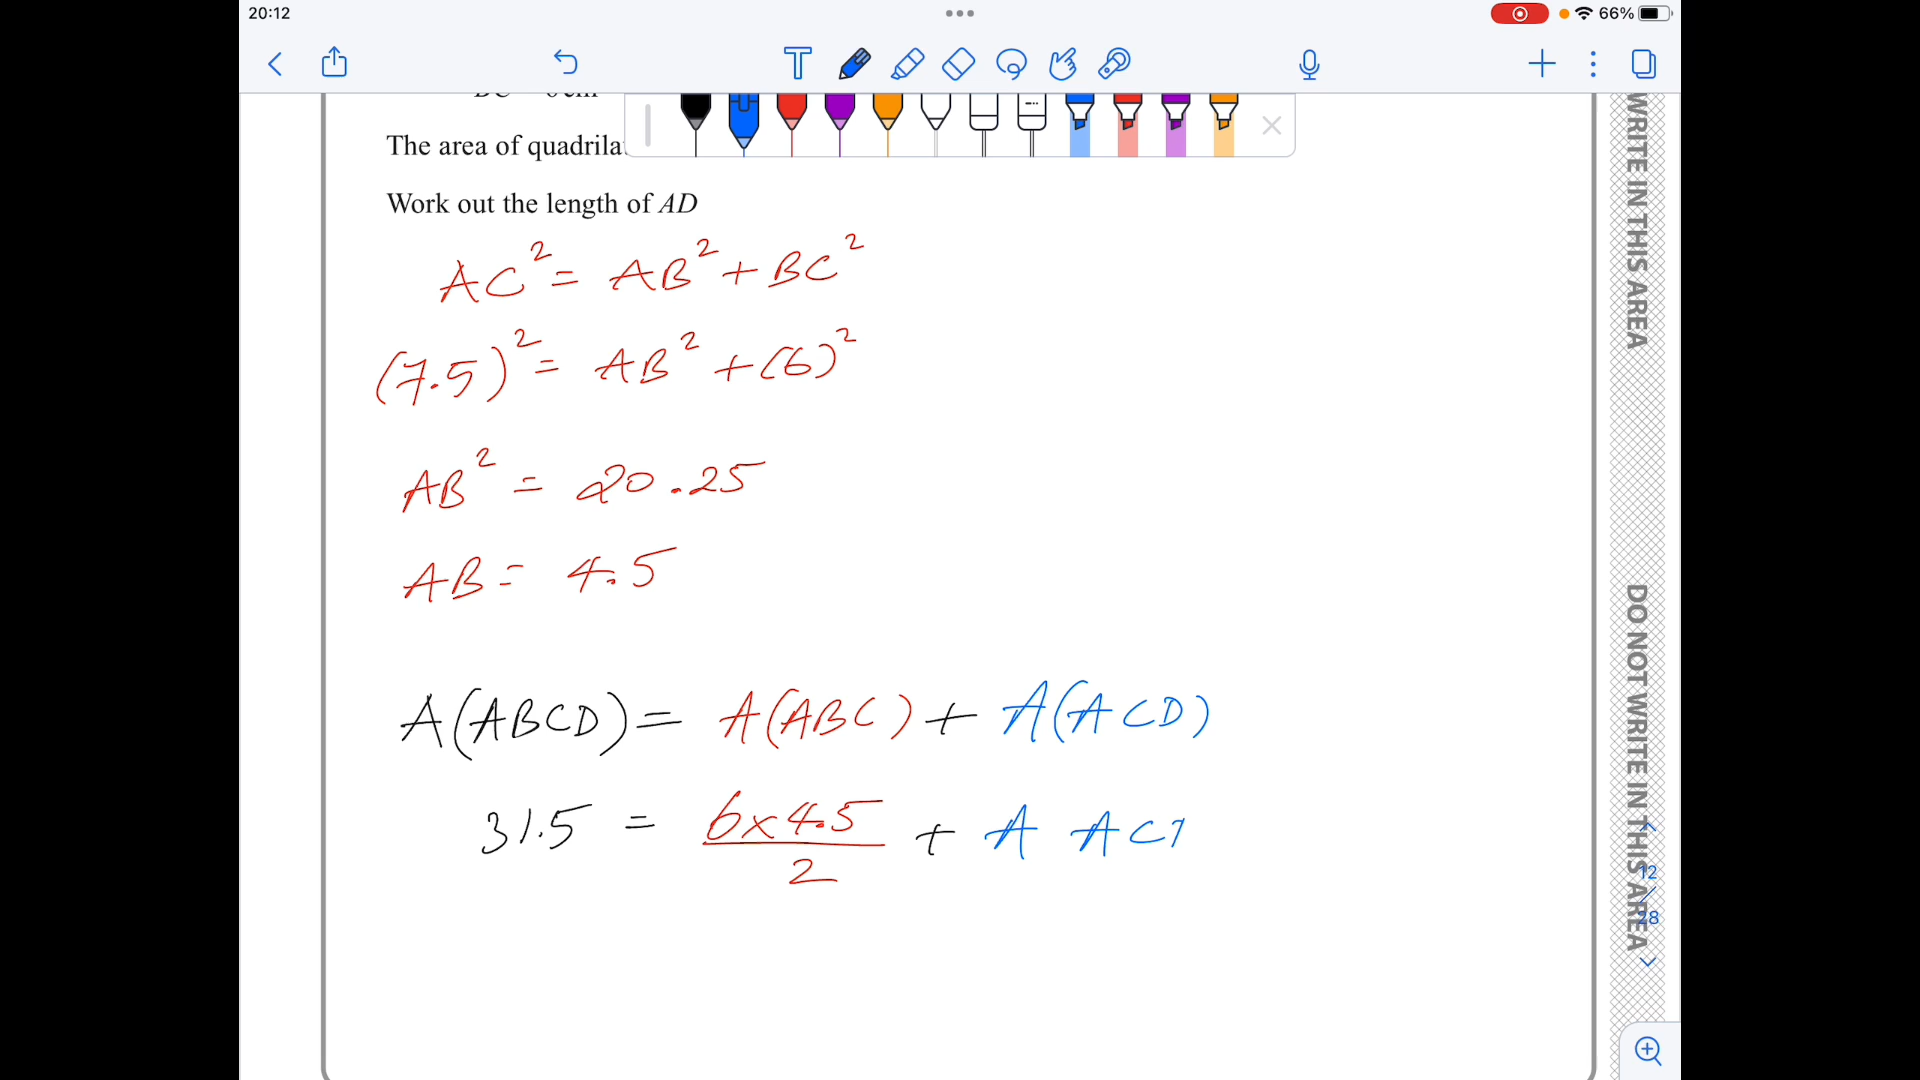 20:12
66%
The area of quadrila
Work out the length of AD
AC² = AB² + BC²
(7.5)² = AB² + (6)²
AB² = 20.25
AB = 4.5
A(ABCD) = A(ABC) + A(ACD)
31.5 = 6x4.5/2 + A AC
WRITE IN THIS AREA
DO NOT WRITE IN THIS AREA
12
/
28